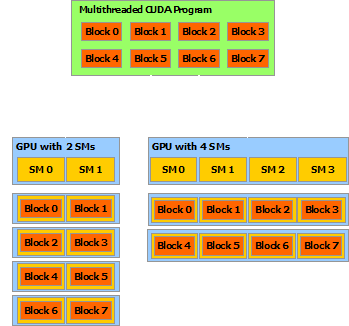 Multithreaded CUDA Program
Block 0 Block 1 Block 2 Block 3
Block 4 Block 5 Block 6 Block 7
GPU with 2 SMs
SM 0 SM 1
Block 0 Block 1
Block 2 Block 3
Block 4 Block 5
Block 6 Block 7
GPU with 4 SMs
SM 0 SM 1 SM 2 SM 3
Block 0 Block 1 Block 2 Block 3
Block 4 Block 5 Block 6 Block 7